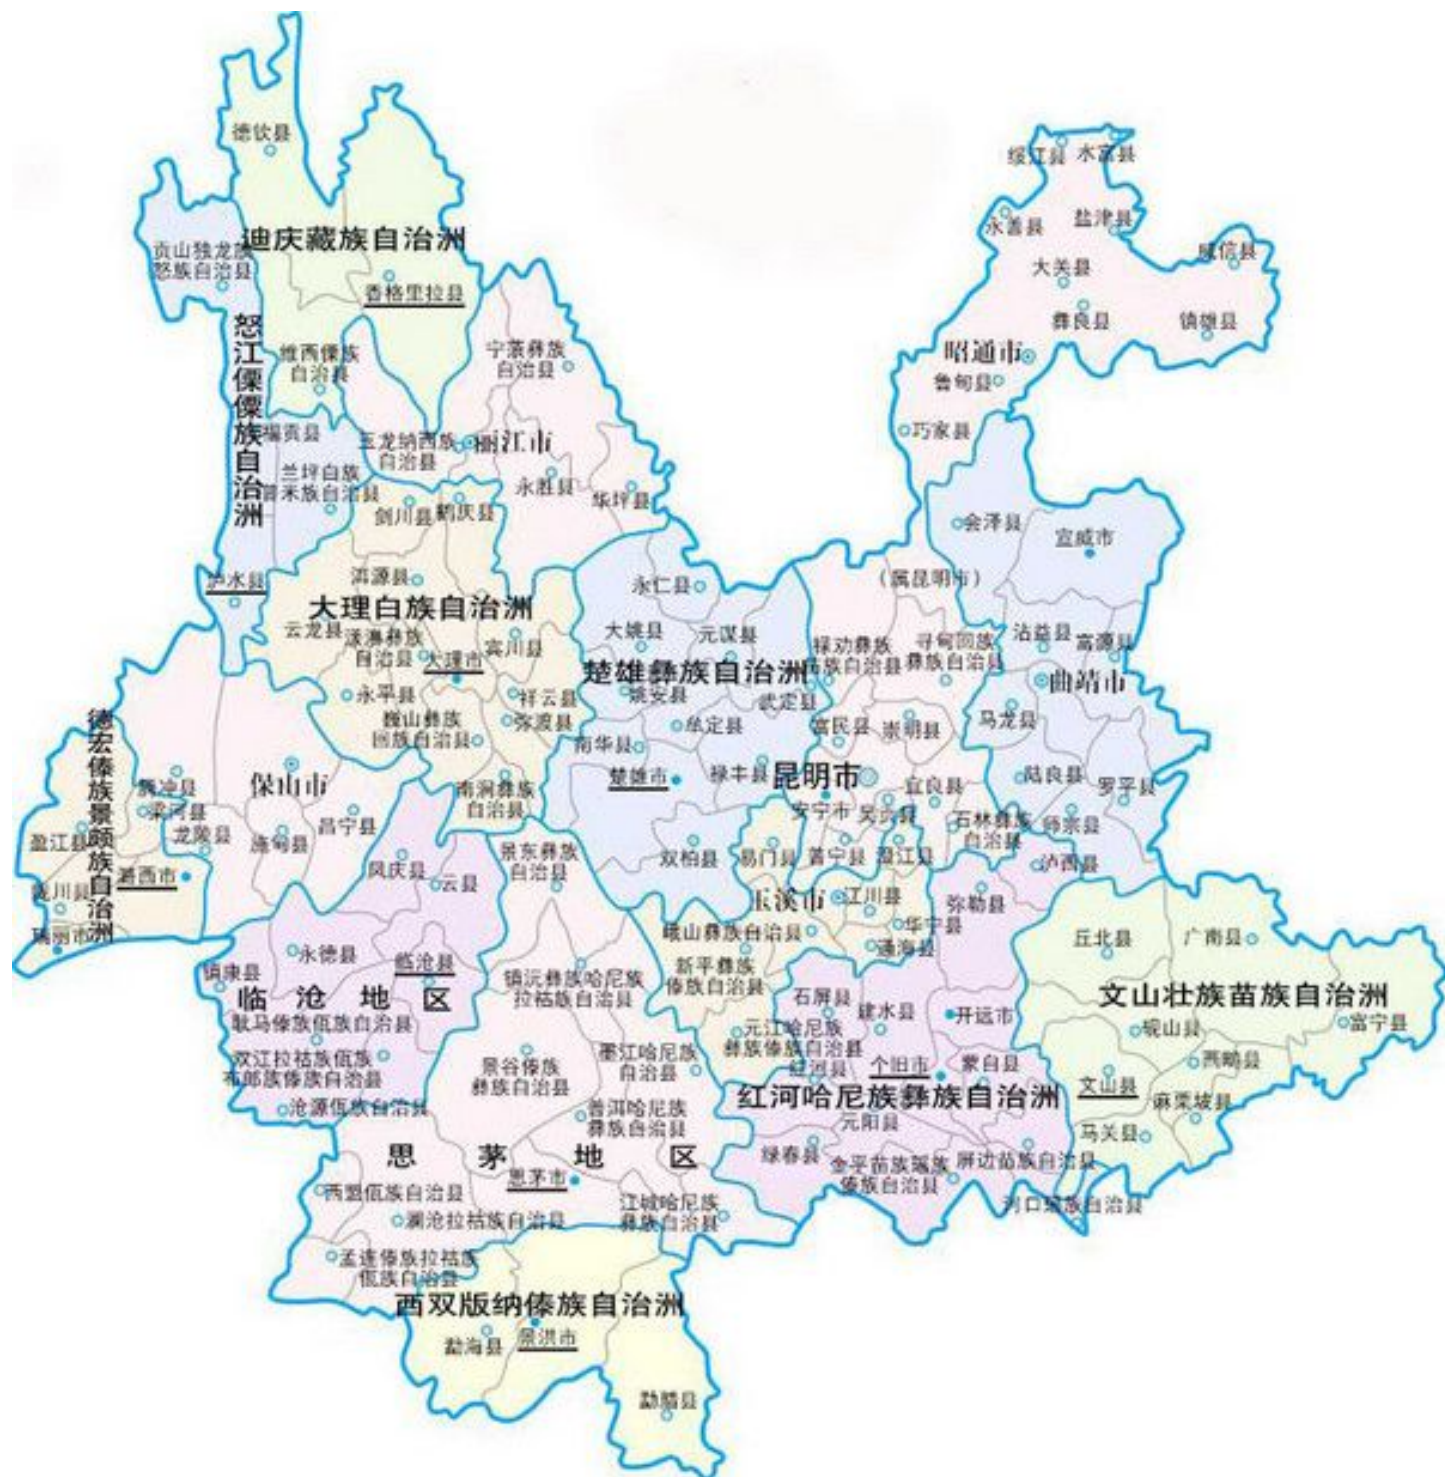 德钦县
绥江县
水富县
永善县
盐津县
迪庆藏族自治洲
贡山独龙族
怒族自治县
威信县
大关县
香格里拉县
彝良县
镇雄县
昭通市
鲁甸县
怒江傈僳族自治洲
维西傈僳族
自治县
宁蒗彝族
自治县
巧家县
福贡县
玉龙纳西族
自治县
丽江市
兰坪白族
普米族自治县
永胜县
华坪县
剑川县
鹤庆县
会泽县
宣威市
泸水县
洱源县
永仁县
(属昆明市)
大理白族自治洲
云龙县
漾濞彝族
自治县
大理市
宾川县
大姚县
元谋县
禄劝彝族
苗族自治县
寻甸回族
彝族自治县
沾益县
富源县
楚雄彝族自治洲
曲靖市
永平县
祥云县
姚安县
武定县
马龙县
巍山彝族
回族自治县
弥渡县
牟定县
富民县
嵩明县
南华县
德宏傣族景颇族自治洲
腾冲县
保山市
南涧彝族
自治县
楚雄市
禄丰县
昆明市
宜良县
陆良县
罗平县
梁河县
龙陵县
施甸县
昌宁县
安宁市
呈贡县
石林彝族
自治县
师宗县
盈江县
潞西市
凤庆县
云县
景东彝族
自治县
双柏县
易门县
晋宁县
澄江县
泸西县
陇川县
瑞丽市
玉溪市
江川县
弥勒县
华宁县
通海县
峨山彝族自治县
丘北县
广南县
永德县
临沧县
镇康县
临沧地区
镇沅彝族哈尼族
拉祜族自治县
新平彝族
傣族自治县
石屏县
建水县
开远市
文山壮族苗族自治洲
富宁县
耿马傣族佤族自治县
双江拉祜族佤族
布郎族傣族自治县
沧源佤族自治县
景谷傣族
彝族自治县
墨江哈尼族
自治县
元江哈尼族
彝族傣族自治县
红河县
个旧市
蒙自县
砚山县
西畴县
文山县
麻栗坡县
马关县
红河哈尼族彝族自治洲
元阳县
普洱哈尼族
彝族自治县
思茅地区
思茅市
绿春县
金平苗族瑶族
傣族自治县
屏边苗族自治县
河口瑶族自治县
西盟佤族自治县
澜沧拉祜族自治县
江城哈尼族
彝族自治县
孟连傣族拉祜族
佤族自治县
西双版纳傣族自治洲
勐海县
景洪市
勐腊县